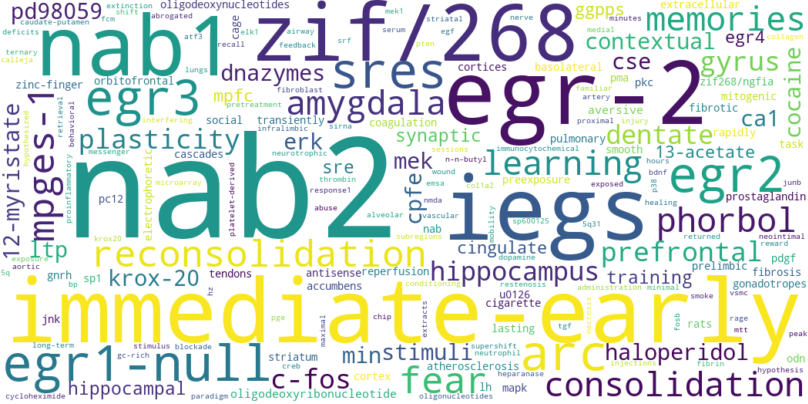 pd98059
extinction shift oligodeoxynucleotides
caudate-putamen fcm abrogated
deficits atf3 recall elk1 airway
ternary cage feedback srf
calleja lungs serum egf pten
nab1
zif/268
mek1 striatal nerve minutes
ggpps extracellular medial collagen
memories
contextual egr4
zinc-finger orbitofrontal dnazymes sres cortices basolateral cse gyrus
egr3 mpfc fibroblast pretreatment familiar pma pkc zif268/ngfia
interfering amygdala egr-2 artery aversive fibrotic mitogenic cocaine
social transiently coagulation proximal injury rapidly ca1
infralimbic sirna dentate task
plasticity erk synaptic pulmonary smooth
12-myristate hypothesized retrieval behavioral mpges-1
messenger cascades neurotrophic sessions immunocytochemical 13-acetate
electrophoretic sre mek n-n-butyl learning hours
proinflammatory microarray platelet-derived thrombin emsa wound preexposure exposed bdnf egr2 junb
pc12 nab2 response1 cpfe col1a2 p38 prostaglandin
abuse nmda iegs healing phorbol
alveolar vascular mobility sp600125 neointimal
krox20 nab 5q31 returned reward
ltp subregions dopamine pdgf
exposure reconsolidation cingulate prefrontal
5q aortic gnrh sp1 krox-20 tendons antisense reperfusion conditioning hippocampus training prelimbic fibrosis gonadotropes
bp accumbens restenosis u0126 administration minimal smoke vsmc
hz cigarette necrosis
immediate-early
jnk pge chip extracts lasting tgf fosb rats rage mtt peak
long-term stimulus maximal supershift
egr1-null striatum min stimuli neutrophil arc haloperidol
gc-rich blockade creb atherosclerosis injections fibrin odn
hippocampal c-fos cortex fear lh heparanase consolidation hypothesis
cycloheximide paradigm oligodeoxyribonucleotide mapk oligonucleotides